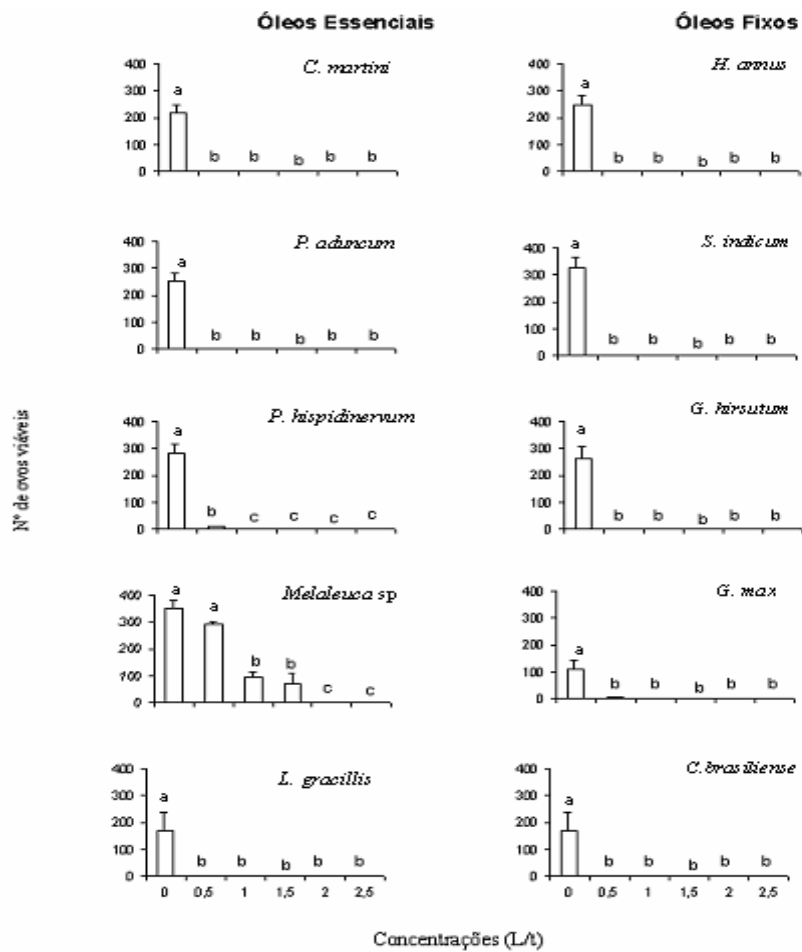 Óleos Essenciais
Óleos Fixos
C. martini
H. annus
400
300
200
100
0
a
b b b b b
400
300
200
100
0
a
b b b b b
P. aduncum
S. indicum
400
300
200
100
0
a
b b b b b
400
300
200
100
0
a
b b b b b
P. hispidinervum
G. hirsutum
400
300
200
100
0
a
b c c c c
400
300
200
100
0
a
b b b b b
Nº de ovos viáveis
Melaleuca sp
G. max
400
300
200
100
0
a a b b c c
400
300
200
100
0
a
b b b b b
L. gracillis
C.brasiliense
400
300
200
100
0
a
b b b b b
0 0,5 1 1,5 2 2,5
400
300
200
100
0
a
b b b b b
0 0,5 1 1,5 2 2,5
Concentrações (L/t)